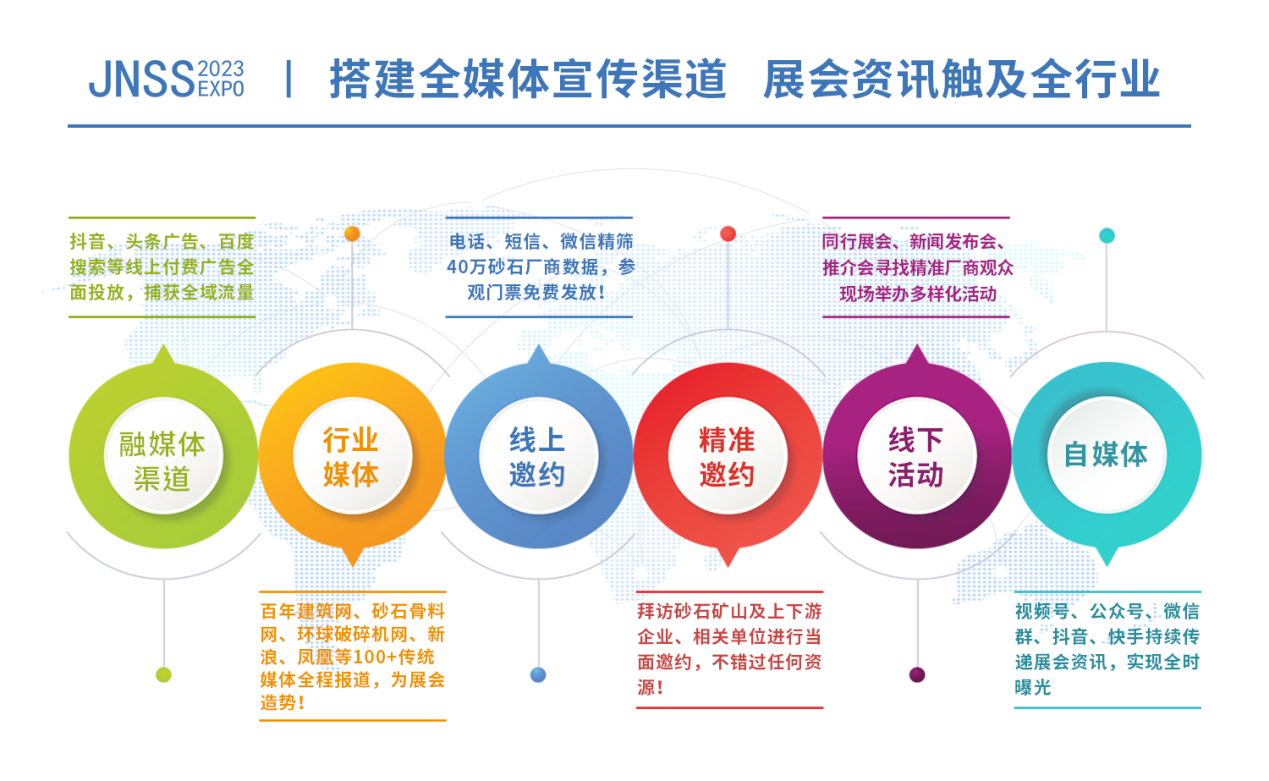 JNSS 2023 EXPO | 搭建全媒体宣传渠道 展会资讯触及全行业
抖音、头条广告、百度
搜索等线上付费广告全
面投放，捕获全域流量
电话、短信、微信精筛
40万砂石厂商数据，参
观门票免费发放！
同行展会、新闻发布会、
推介会寻找精准厂商观众
现场举办多样化活动
融媒体
渠道
行业
媒体
线上
邀约
精准
邀约
线下
活动
自媒体
百年建筑网、砂石骨料
网、环球破碎机网、新
浪、凤凰等100+传统
媒体全程报道，为展会
造势！
拜访砂石矿山及上下游
企业、相关单位进行当
面邀约，不错过任何资
源！
视频号、公众号、微信
群、抖音、快手持续传
递展会资讯，实现全时
曝光